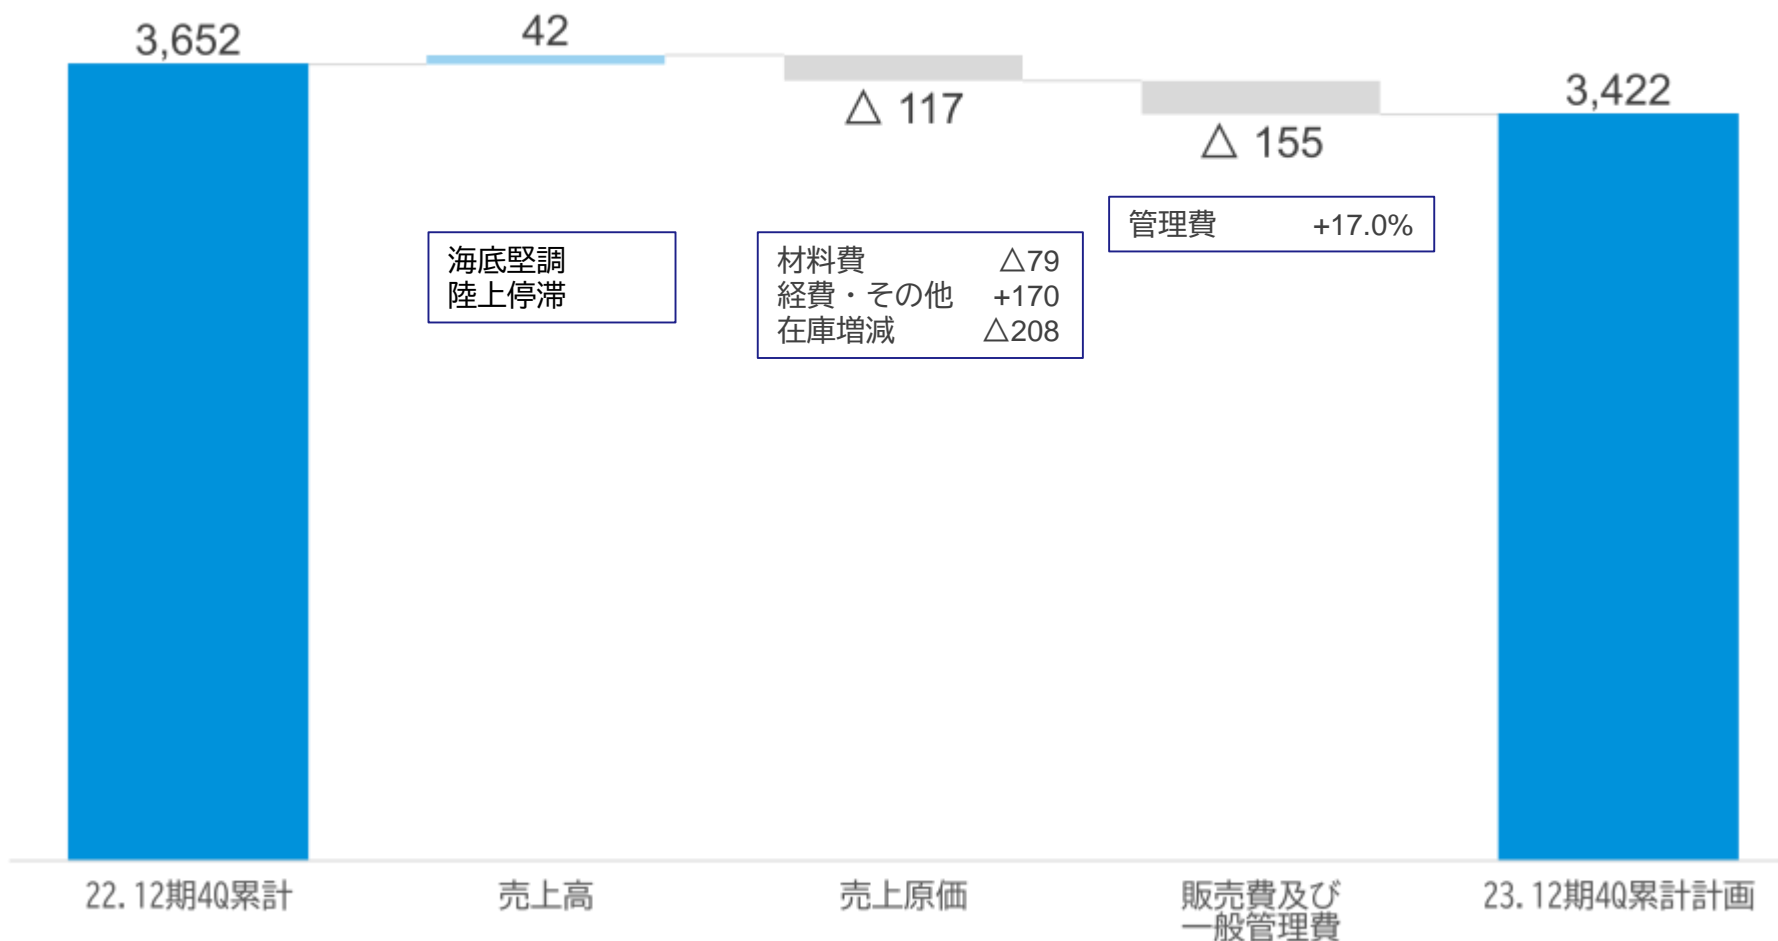 3,652
42
△ 117
△ 155
3,422
海底堅調
陸上停滞
材料費 △79
経費・その他 +170
在庫増減 △208
管理費 +17.0%
22.12期4Q累計
売上高
売上原価
販売費及び
一般管理費
23.12期4Q累計計画